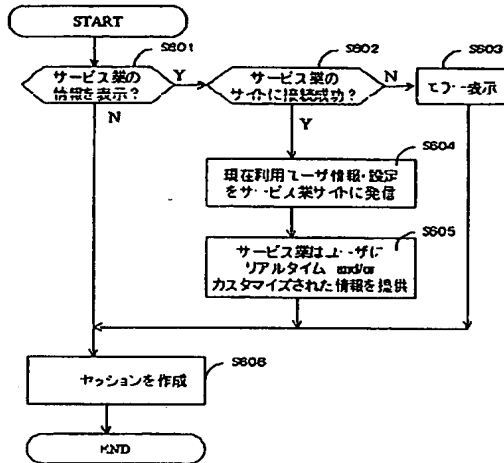 START
S601
サービス業の
情報を表示?
Y
N
S602
サービス業の
サイトに接続成功?
N
Y
S603
エラー表示
S604
現在利用ユーザ情報・設定
をサービス業サイトに発信
S605
サービス業はユーザに
リアルタイム and/or
カスタマイズされた情報を提供
S606
セッションを作成
END